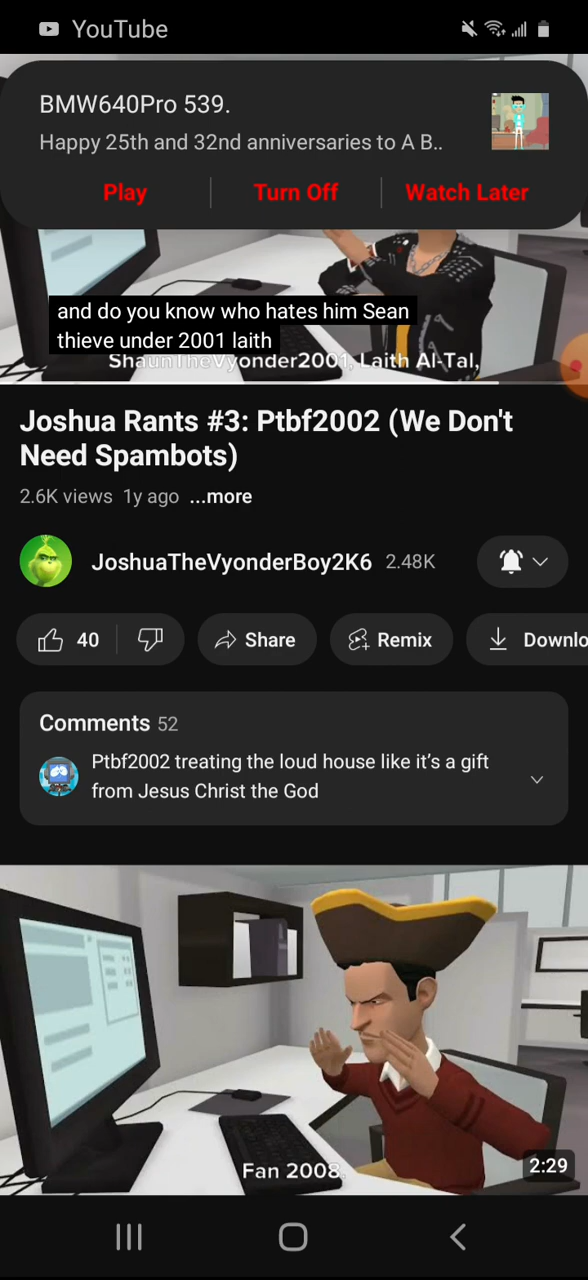 YouTube
BMW640Pro 539.
Happy 25th and 32nd anniversaries to A B..
Play
Turn Off
Watch Later
and do you know who hates him Sean
thieve under 2001 laith
ShaunTheVyonder2001, Laith Al-Tal,
Joshua Rants #3: Ptbf2002 (We Don't
Need Spambots)
2.6K views 1y ago ...more
JoshuaTheVyonderBoy2K6 2.48K
40
Share
Remix
Downlo
Comments 52
Ptbf2002 treating the loud house like it’s a gift
from Jesus Christ the God
Fan 2008.
2:29